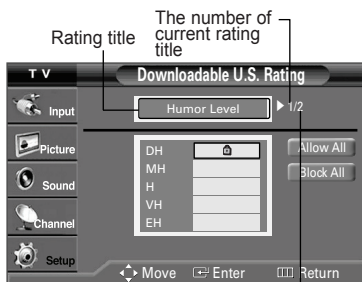 The number of
current rating
title
Rating title
T V
Downloadable U.S. Rating
Input
Humor Level
1/2
Picture
DH
Allow All
MH
Block All
Sound
H
VH
Channel
EH
Setup
Move
Enter
Return